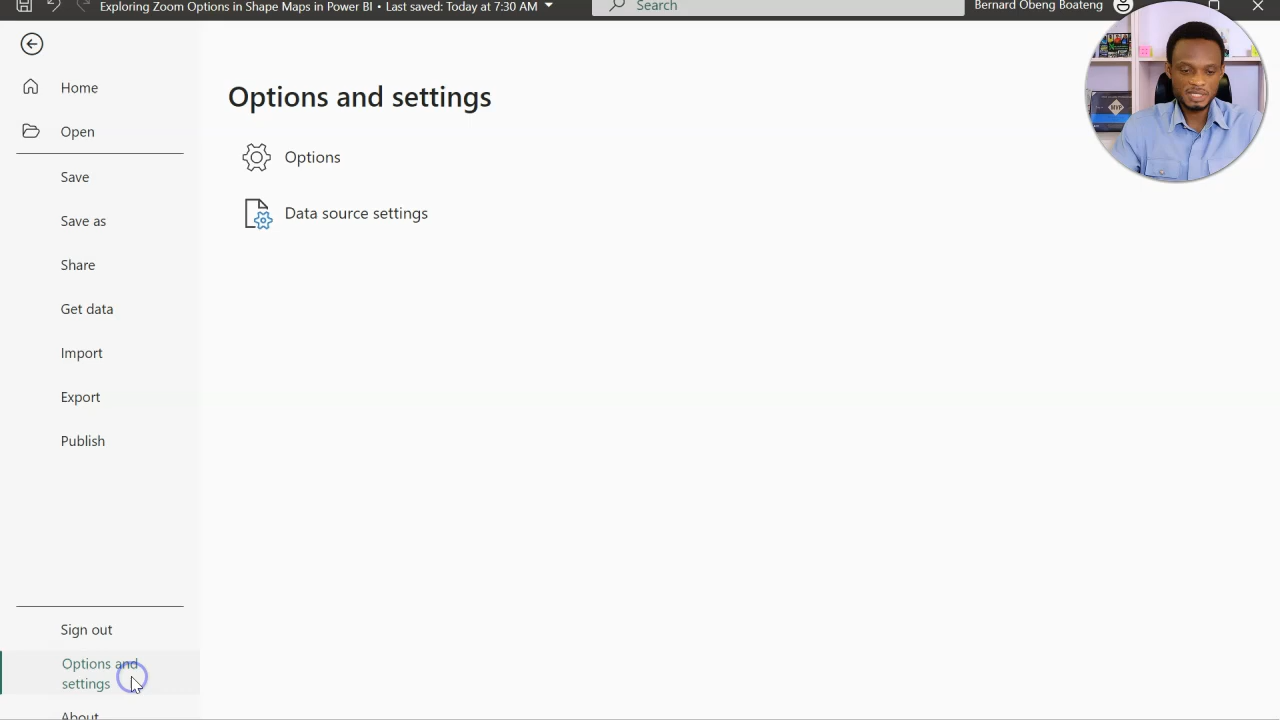 Exploring Zoom Options in Shape Maps in Power BI • Last saved: Today at 7:30 AM
Search
Bernard Obeng Boateng
Home
Open
Save
Save as
Share
Get data
Import
Export
Publish
Sign out
Options and
settings
About
Options and settings
Options
Data source settings